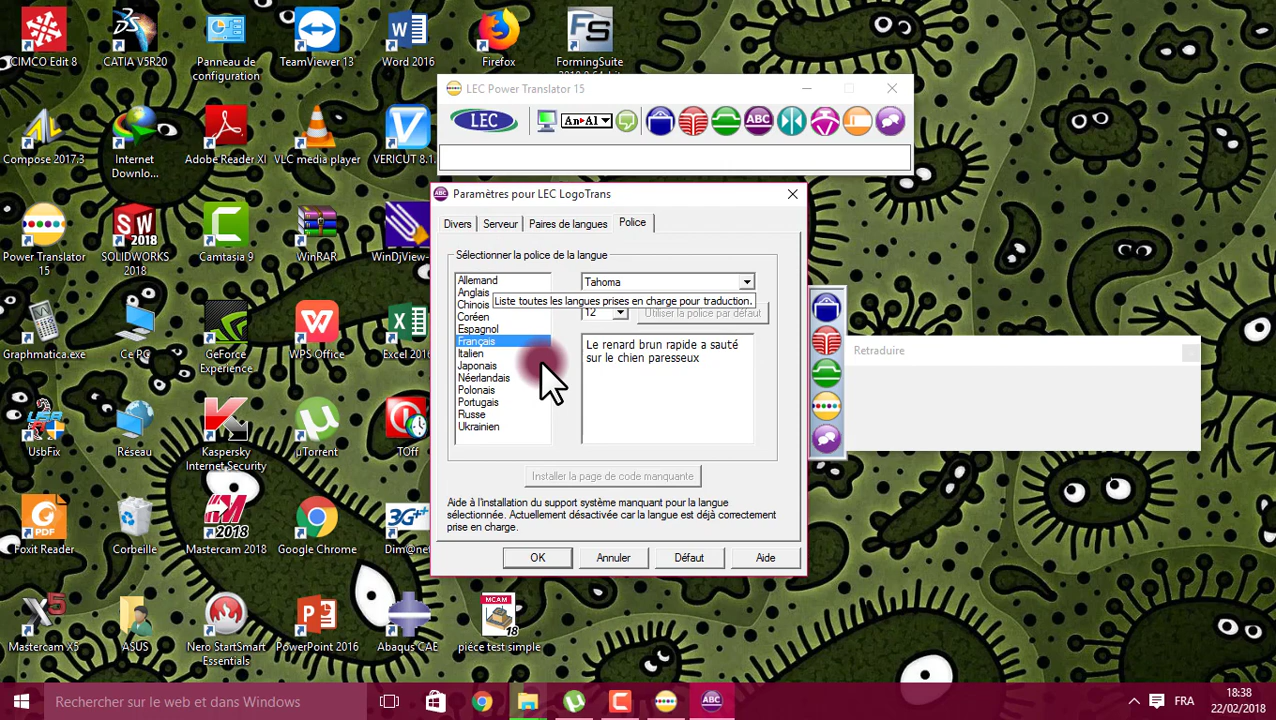 CIMCO Edit 8
CATIA V5R20
Panneau de
configuration
TeamViewer 13
Word 2016
Firefox
FormingSuite
Compose 2017.3
Internet
Downlo...
Adobe Reader XI
VLC media player
VERICUT 8.1.
Power Translator
15
SOLIDWORKS
2018
Camtasia 9
WinRAR
WinDjView-
Graphmatica.exe
Ce PC
GeForce
Experience
WPS Office
Excel 2016
UsbFix
Réseau
Kaspersky
Internet Security
µTorrent
TOff
Foxit Reader
Corbeille
Mastercam 2018
Google Chrome
Dim@net
Mastercam X5
ASUS
Nero StartSmart
Essentials
PowerPoint 2016
Abaqus CAE
piéce test simple
LEC Power Translator 15
LEC
An▸Al
ABC
Paramètres pour LEC LogoTrans
Divers
Serveur
Paires de langues
Police
Sélectionner la police de la langue
Allemand
Anglais
Chinois
Coréen
Espagnol
Français
Italien
Japonais
Néerlandais
Polonais
Portugais
Russe
Ukrainien
Tahoma
Liste toutes les langues prises en charge pour traduction.
12
Utiliser la police par défaut
Le renard brun rapide a sauté
sur le chien paresseux
Installer la page de code manquante
Aide à l'installation du support système manquant pour la langue
sélectionnée. Actuellement désactivée car la langue est déjà correctement
prise en charge.
OK
Annuler
Défaut
Aide
Retraduire
Rechercher sur le web et dans Windows
ABC
FRA
18:38
22/02/2018